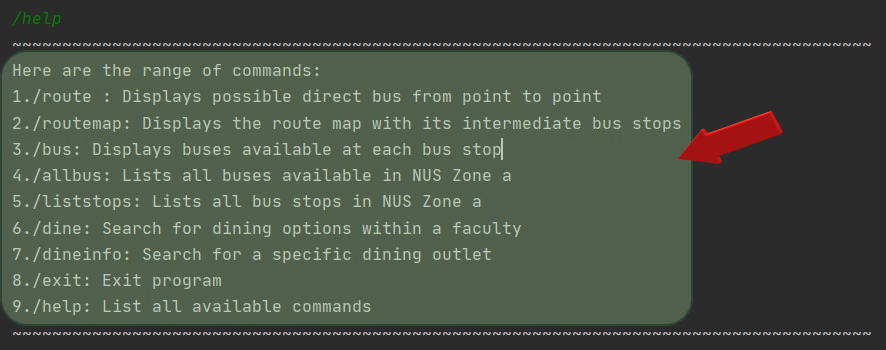 /help
~~~~~~~~~~~~~~~~~~~~~~~~~~~~~~~~~~~~~~~~~~~~~~~~~~~~~~~~~~~~~~~~~~~~~~~~~~~~~~~~~~~~~~
Here are the range of commands:
1./route : Displays possible direct bus from point to point
2./routemap: Displays the route map with its intermediate bus stops
3./bus: Displays buses available at each bus stop
4./allbus: Lists all buses available in NUS Zone a
5./liststops: Lists all bus stops in NUS Zone a
6./dine: Search for dining options within a faculty
7./dineinfo: Search for a specific dining outlet
8./exit: Exit program
9./help: List all available commands
~~~~~~~~~~~~~~~~~~~~~~~~~~~~~~~~~~~~~~~~~~~~~~~~~~~~~~~~~~~~~~~~~~~~~~~~~~~~~~~~~~~~~~